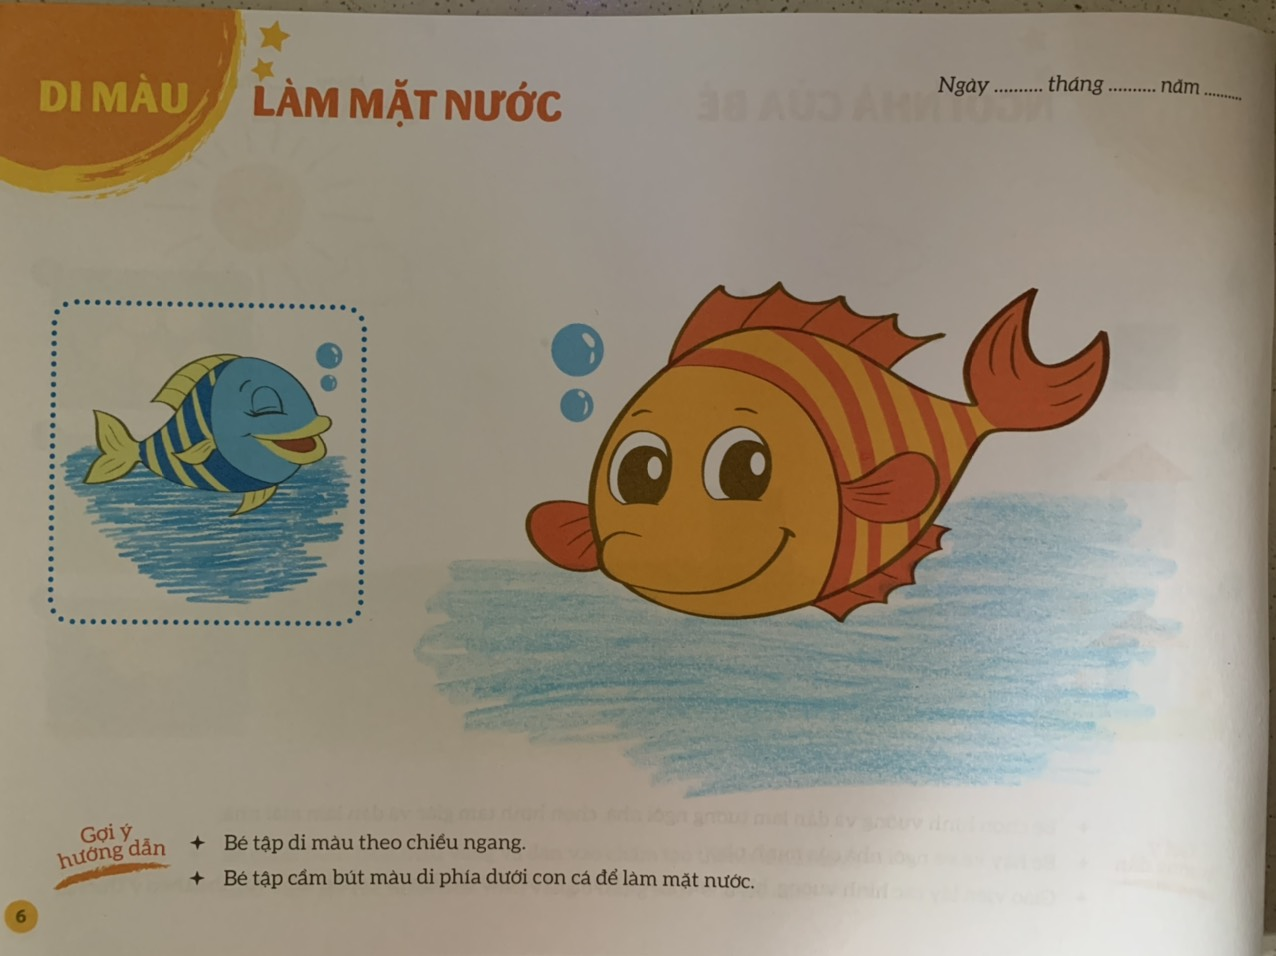 DI MÀU
LÀM MẶT NƯỚC
Ngày .......... tháng .......... năm ..........
Gợi ý
hướng dẫn
Bé tập di màu theo chiều ngang.
Bé tập cầm bút màu di phía dưới con cá để làm mặt nước.
6